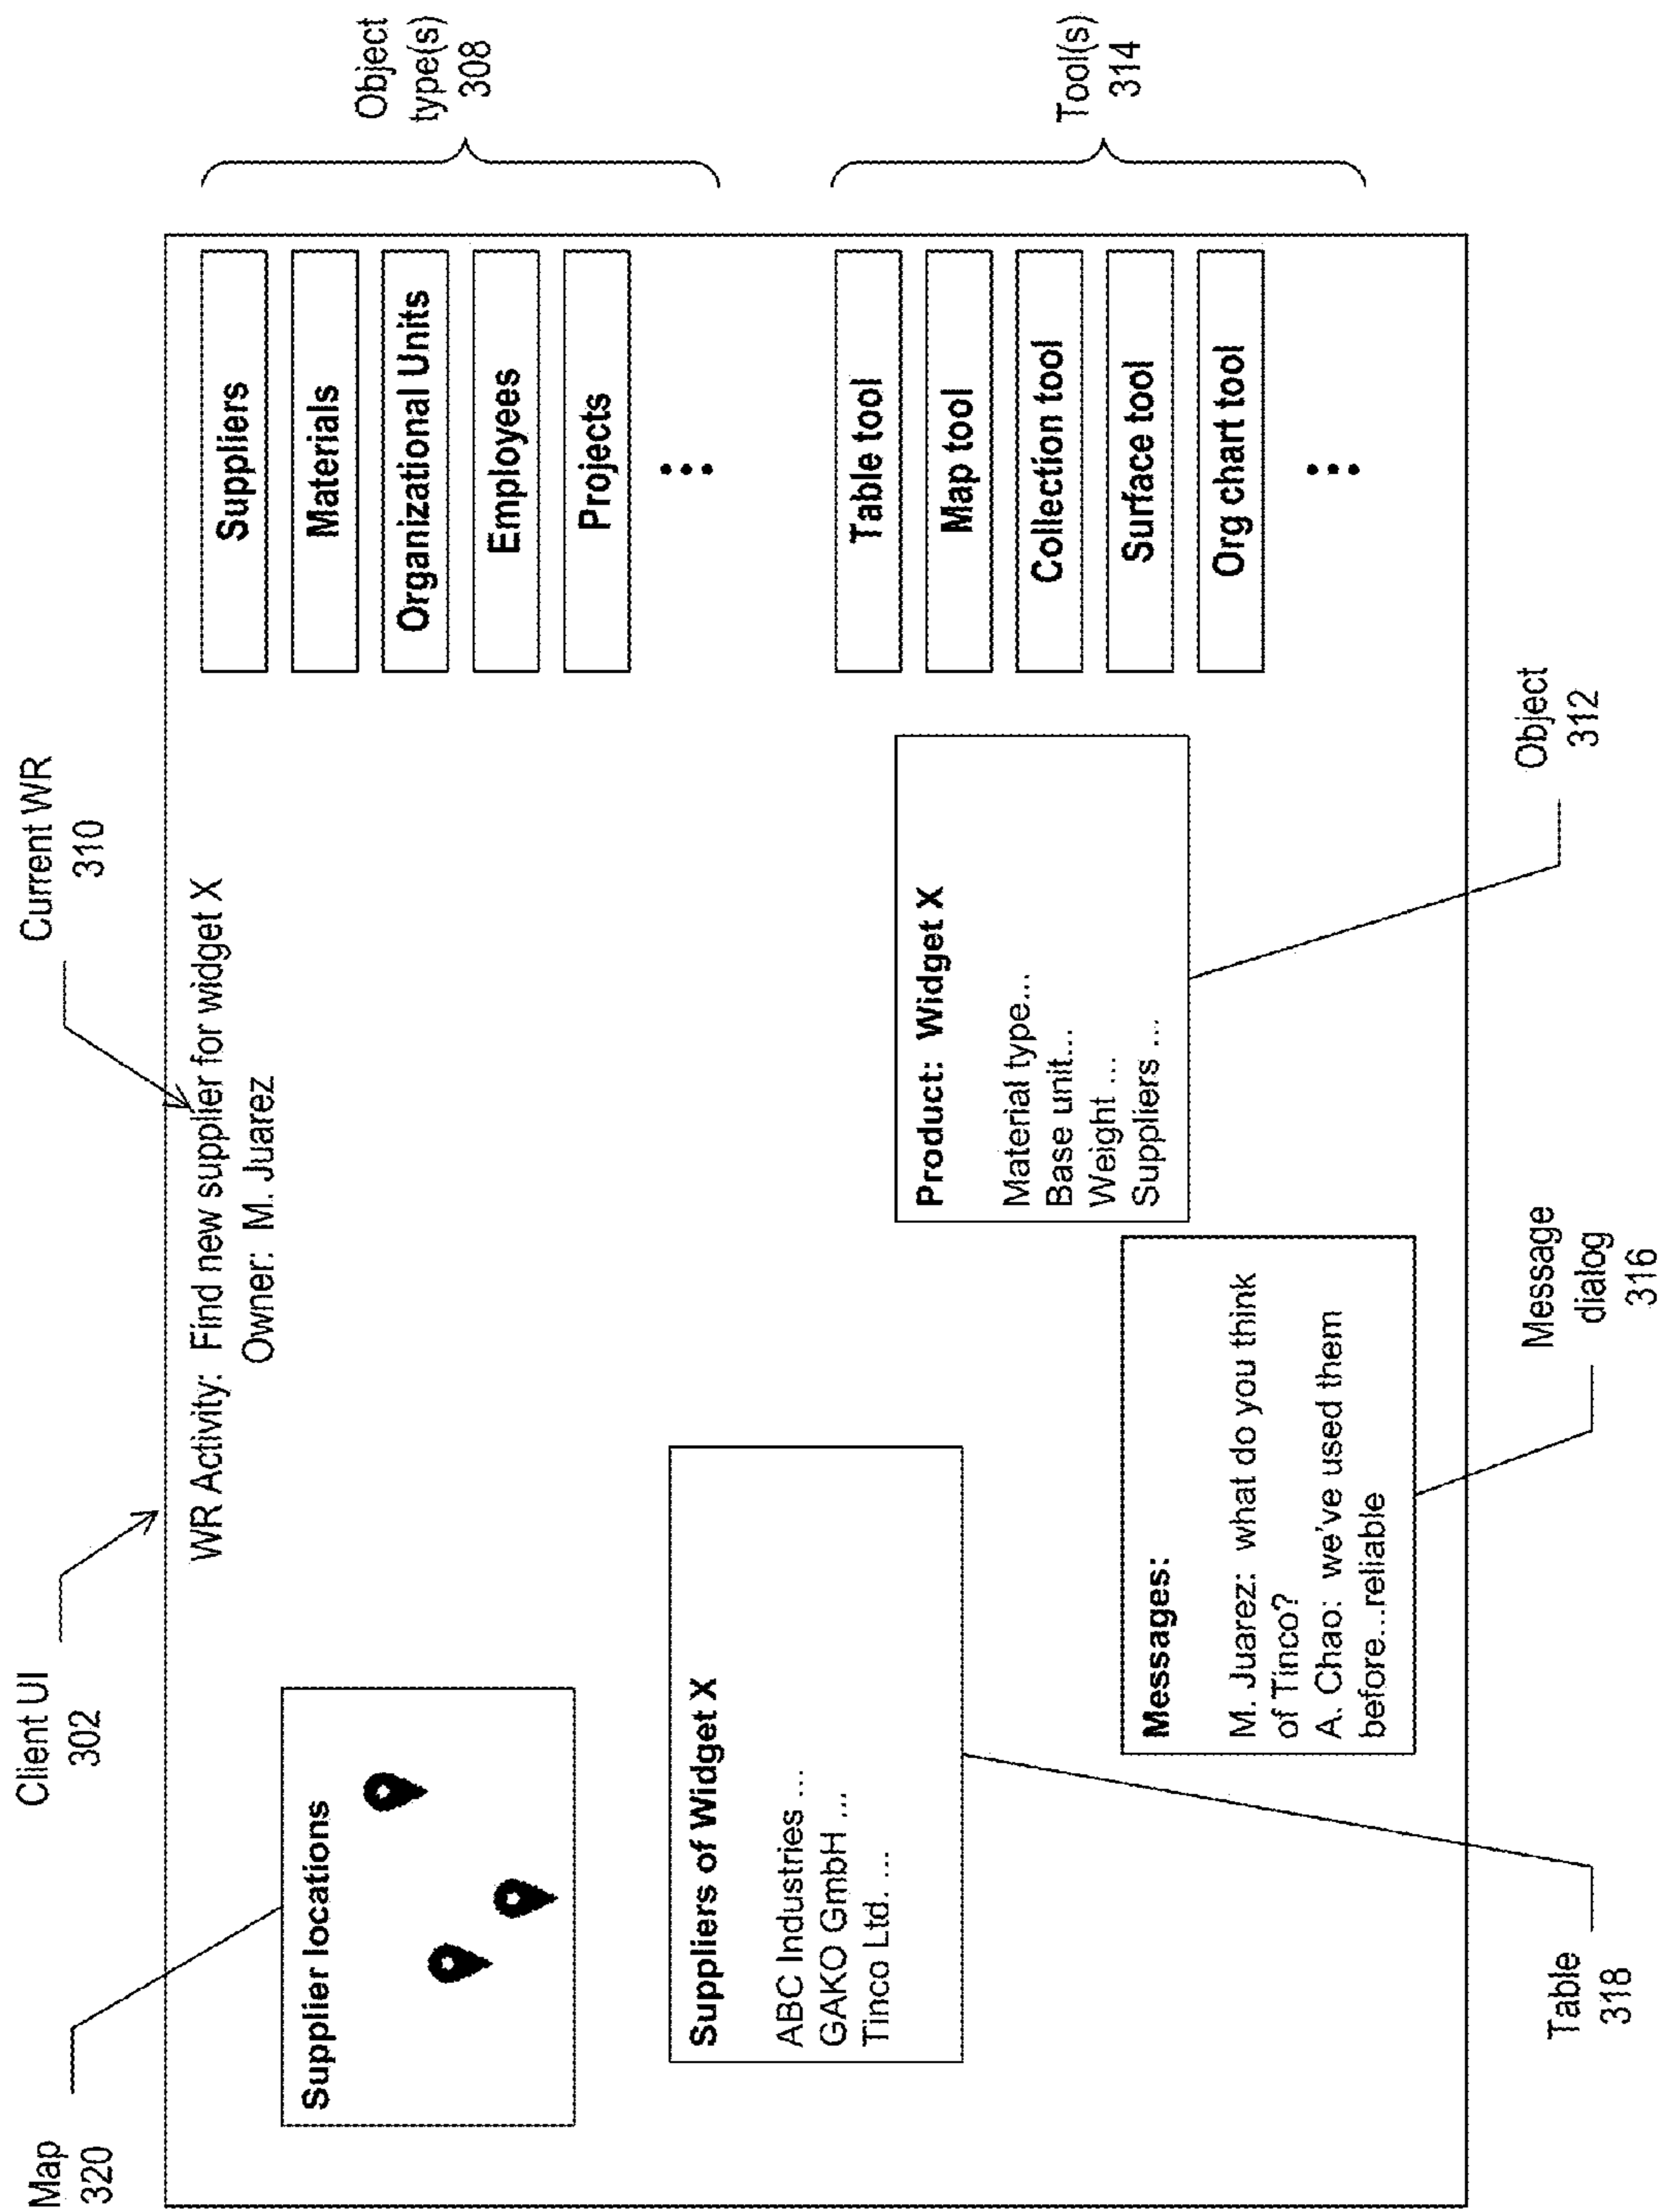 Map
320
Client UI
302
Current WR
310
WR Activity:  Find new supplier for widget X
Owner:  M. Juarez
Supplier locations
Suppliers of Widget X
ABC Industries ...
GAKO GmbH ...
Tinco Ltd. ...
Messages:
M. Juarez:  what do you think
of Tinco?
A. Chao:  we've used them
before...reliable
Product:  Widget X
Material type...
Base unit...
Weight ...
Suppliers ...
Suppliers
Materials
Organizational Units
Employees
Projects
...
Table tool
Map tool
Collection tool
Surface tool
Org chart tool
...
Object
type(s)
308
Tool(s)
314
Table
318
Message
dialog
316
Object
312